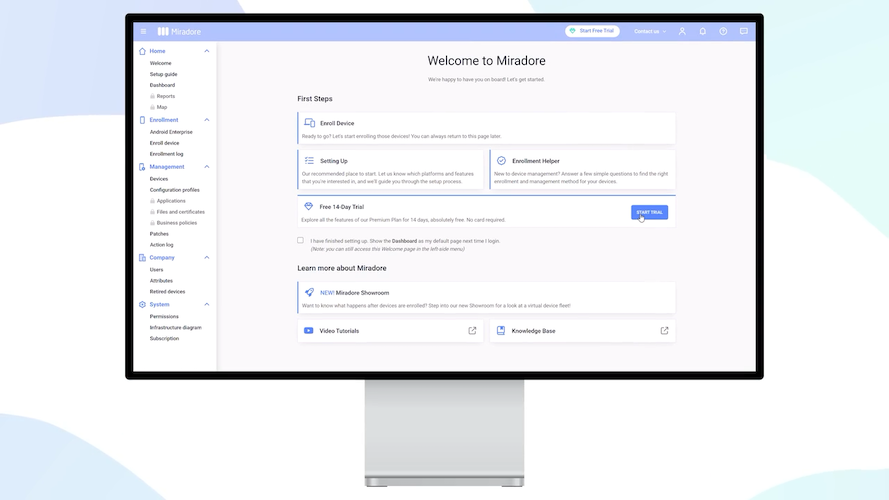 Miradore
Start Free Trial
Contact us
Home
Welcome
Setup guide
Dashboard
Reports
Map
Enrollment
Android Enterprise
Enroll device
Enrollment log
Management
Devices
Configuration profiles
Applications
Files and certificates
Business policies
Patches
Action log
Company
Users
Attributes
Retired devices
System
Permissions
Infrastructure diagram
Subscription
Welcome to Miradore
We're happy to have you on board! Let's get started.
First Steps
Enroll Device
Ready to go? Let's start enrolling those devices! You can always return to this page later.
Setting Up
Our recommended place to start. Let us know which platforms and features
that you're interested in, and we'll guide you through the setup process.
Enrollment Helper
New to device management? Answer a few simple questions to find the right
enrollment and management method for your devices.
Free 14-Day Trial
Explore all the features of our Premium Plan for 14 days, absolutely free. No card required.
START TRIAL
I have finished setting up. Show the Dashboard as my default page next time I login.
(Note: you can still access this Welcome page in the left-side menu)
Learn more about Miradore
NEW! Miradore Showroom
Want to know what happens after devices are enrolled? Step into our new Showroom for a look at a virtual device fleet!
Video Tutorials
Knowledge Base